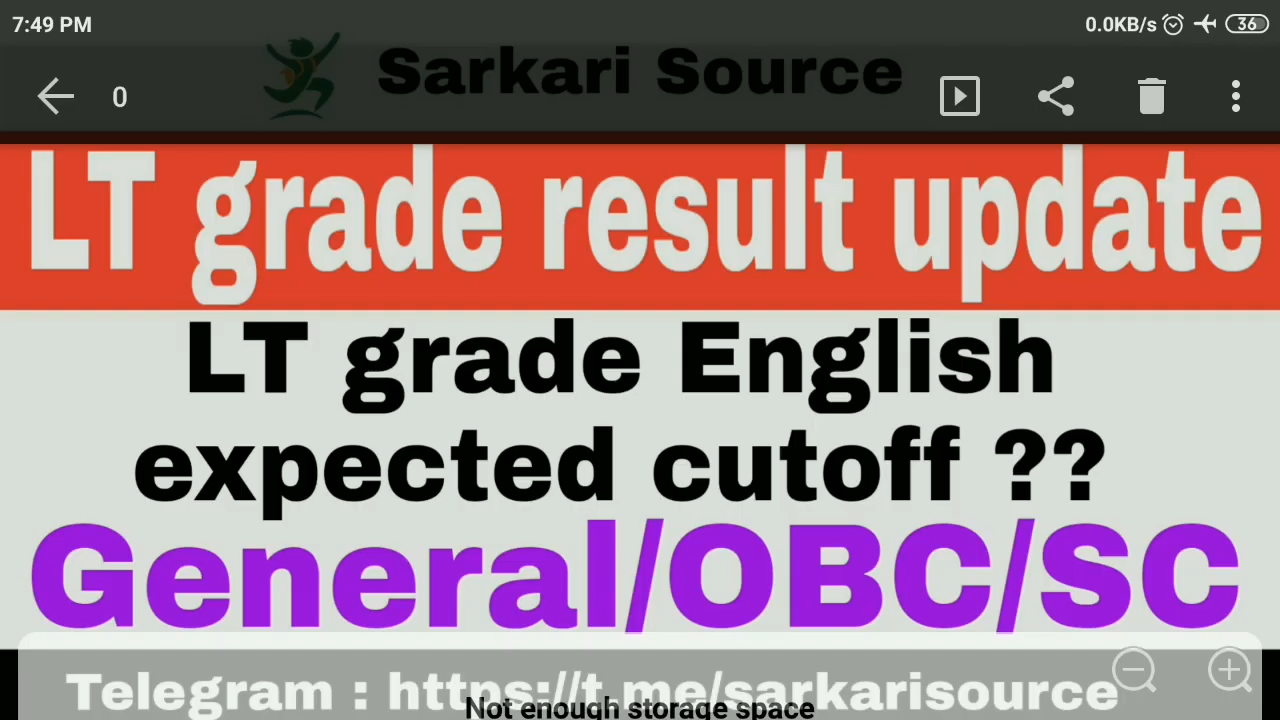 7:49 PM 0.0KB/s 36
Sarkari Source
0
LT grade result update
LT grade English
expected cutoff ??
General/OBC/SC
Telegram : https://t.me/sarkarisource
Not enough storage space